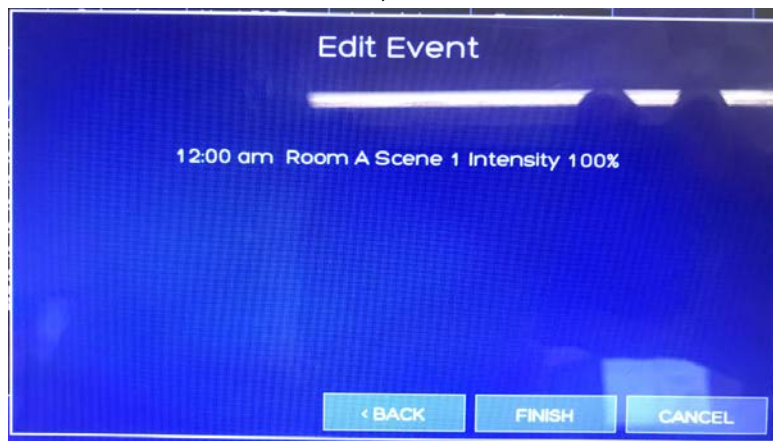 Edit Event
12:00 am Room A Scene 1 Intensity 100%
< BACK FINISH CANCEL